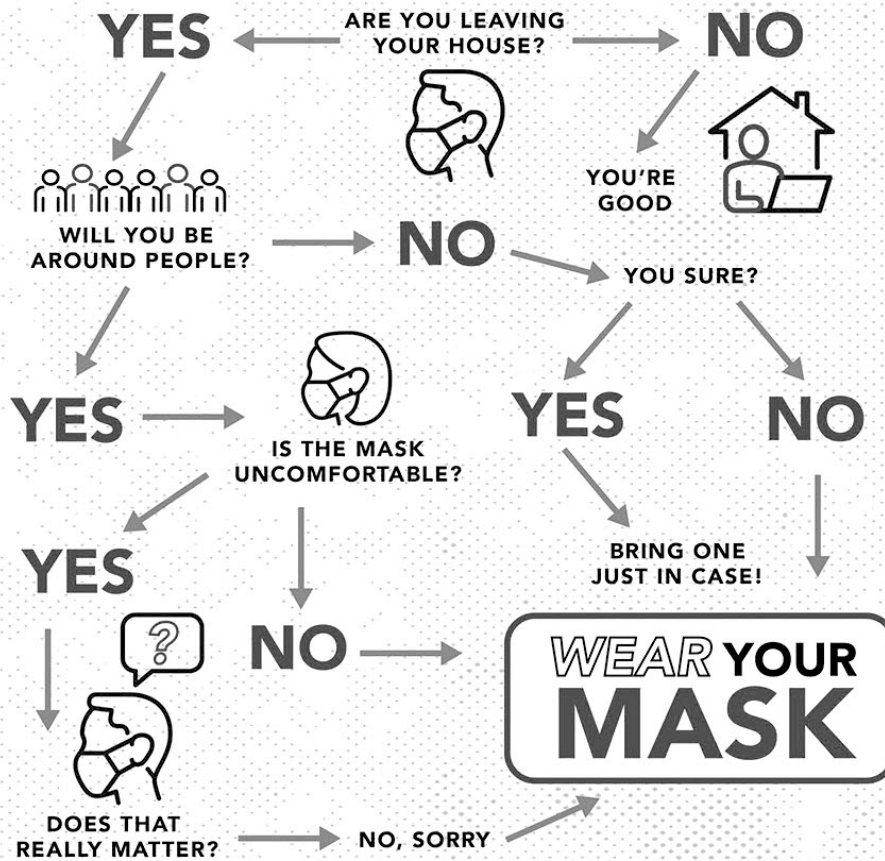 YES
ARE YOU LEAVING
YOUR HOUSE?
NO
YOU'RE
GOOD
WILL YOU BE
AROUND PEOPLE?
NO
YOU SURE?
YES
IS THE MASK
UNCOMFORTABLE?
YES
NO
YES
BRING ONE
JUST IN CASE!
?
NO
WEAR YOUR
MASK
DOES THAT
REALLY MATTER?
NO, SORRY